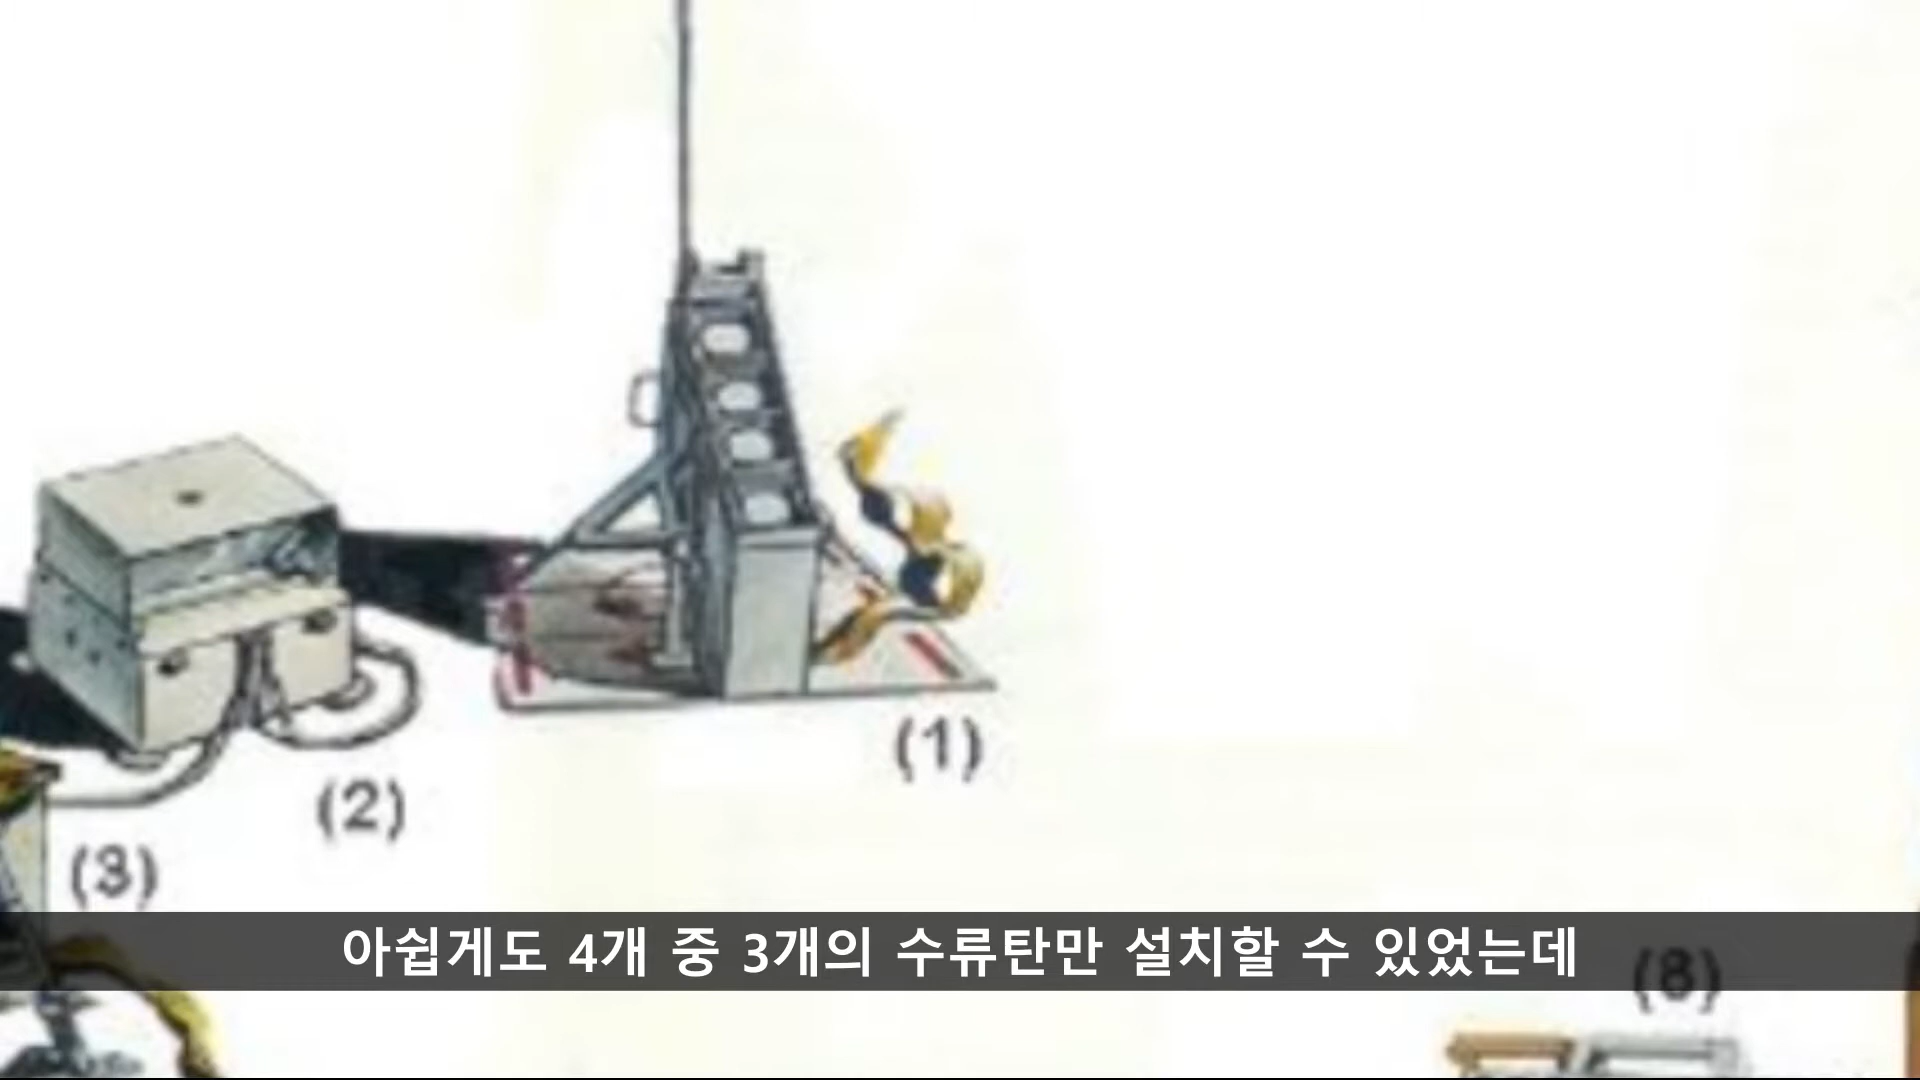 (1)
(2)
(3)
아쉽게도 4개 중 3개의 수류탄만 설치할 수 있었는데
(8)